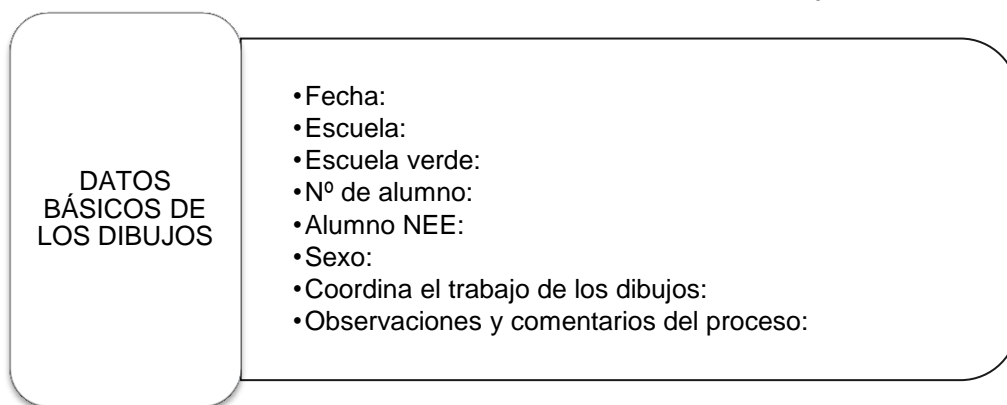 DATOS
BÁSICOS DE
LOS DIBUJOS
•Fecha:
•Escuela:
•Escuela verde:
•Nº de alumno:
•Alumno NEE:
•Sexo:
•Coordina el trabajo de los dibujos:
•Observaciones y comentarios del proceso: